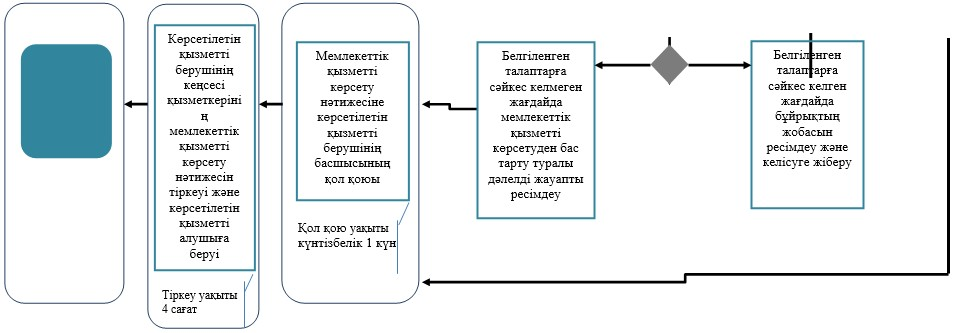 Көрсетілетін
қызметті
берушінің
кеңсесі
қызметкеріні
ң
мемлекеттік
қызметті
көрсету
нәтижесін
тіркеуі және
көрсетілетін
қызметті
алушыға
беруі
Тіркеу уақыты
4 сағат
Мемлекеттік
қызметті
көрсету
нәтижесіне
көрсетілетін
қызметті
берушінің
басшысының
қол қоюы
Қол қою уақыты
күнтізбелік 1 күн
Белгіленген
талаптарға
сәйкес келмеген
жағдайда
мемлекеттік
қызметті
көрсетуден бас
тарту туралы
дәлелді жауапты
ресімдеу
Белгіленген
талаптарға
сәйкес келген
жағдайда
бұйрықтың
жобасын
ресімдеу және
келісуге жіберу